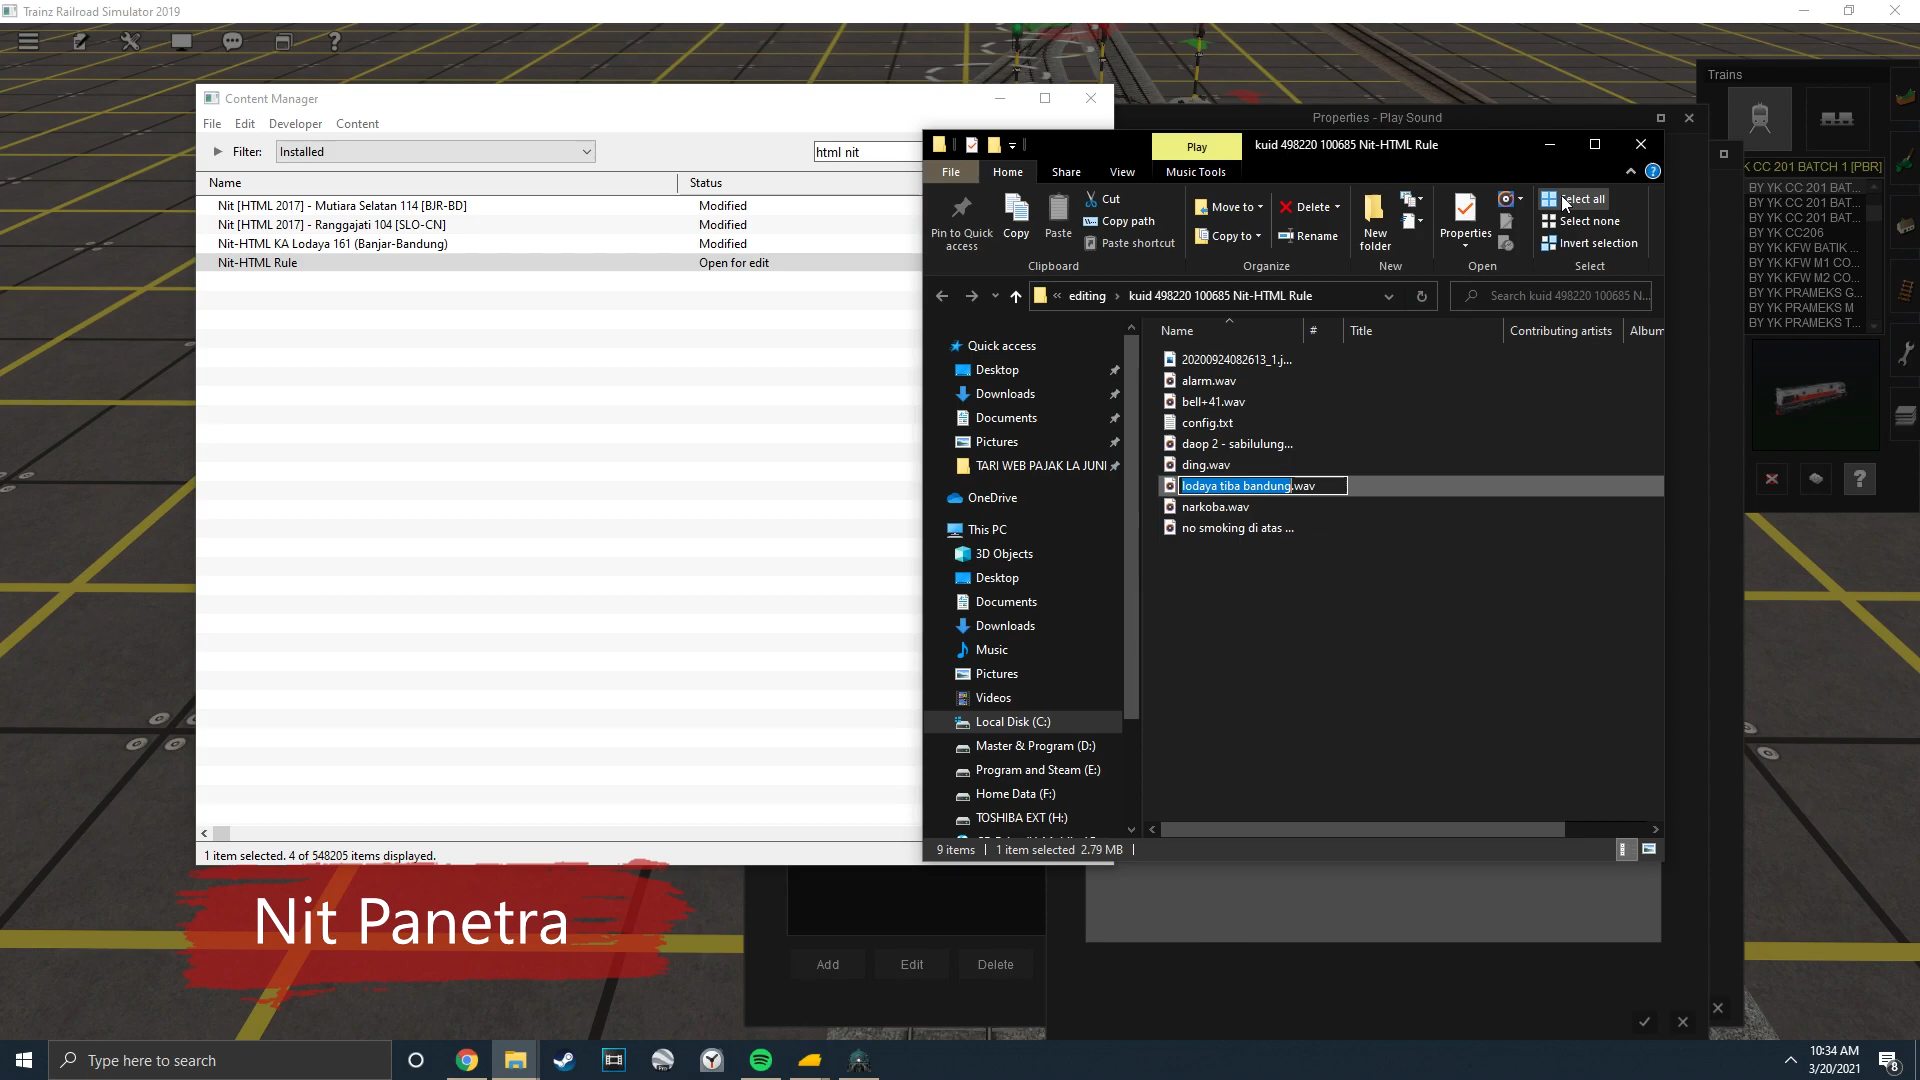 Trainz Railroad Simulator 2019
Content Manager
File Edit Developer Content
Filter: Installed
html nit
Name Status
Nit [HTML 2017] - Mutiara Selatan 114 [BJR-BD] Modified
Nit [HTML 2017] - Ranggajati 104 [SLO-CN] Modified
Nit-HTML KA Lodaya 161 (Banjar-Bandung) Modified
Nit-HTML Rule Open for edit
1 item selected. 4 of 548205 items displayed.
Properties - Play Sound
Play
kuid 498220 100685 Nit-HTML Rule
File Home Share View Music Tools
Pin to Quick access
Copy
Paste
Cut
Copy path
Paste shortcut
Clipboard
Move to
Copy to
Delete
Rename
Organize
New folder
New
Properties
Open
Select all
Select none
Invert selection
Select
« editing › kuid 498220 100685 Nit-HTML Rule
Search kuid 498220 100685 N...
Quick access
Desktop
Downloads
Documents
Pictures
TARI WEB PAJAK LA JUNI
OneDrive
This PC
3D Objects
Desktop
Documents
Downloads
Music
Pictures
Videos
Local Disk (C:)
Master & Program (D:)
Program and Steam (E:)
Home Data (F:)
TOSHIBA EXT (H:)
Name # Title Contributing artists Album
20200924082613_1.j...
alarm.wav
bell+41.wav
config.txt
daop 2 - sabilulung...
ding.wav
lodaya tiba bandung.wav
narkoba.wav
no smoking di atas ...
9 items 1 item selected 2.79 MB
Trains
K CC 201 BATCH 1 [PBR]
BY YK CC 201 BAT...
BY YK CC 201 BAT...
BY YK CC 201 BAT...
BY YK CC206
BY YK KFW BATIK ...
BY YK KFW M1 CO...
BY YK KFW M2 CO...
BY YK PRAMEKS G...
BY YK PRAMEKS M
BY YK PRAMEKS T...
Add Edit Delete
Nit Panetra
Type here to search
10:34 AM
3/20/2021
8